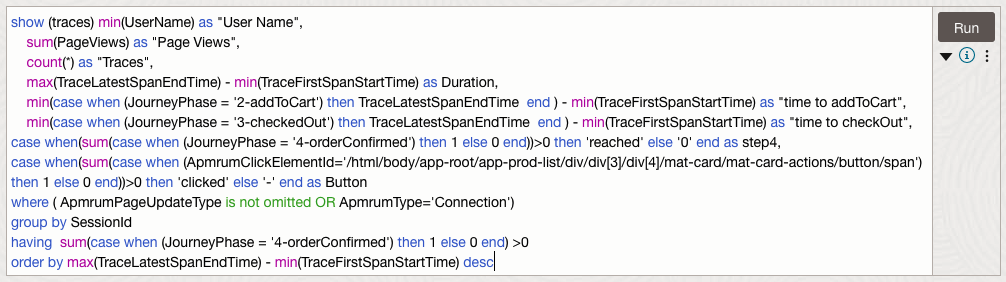 show (traces) min(UserName) as "User Name",
sum(PageViews) as "Page Views",
count(*) as "Traces",
max(TraceLatestSpanEndTime) - min(TraceFirstSpanStartTime) as Duration,
min(case when (JourneyPhase = '2-addToCart') then TraceLatestSpanEndTime  end ) - min(TraceFirstSpanStartTime) as "time to addToCart",
min(case when (JourneyPhase = '3-checkedOut') then TraceLatestSpanEndTime  end ) - min(TraceFirstSpanStartTime) as "time to checkOut",
case when(sum(case when (JourneyPhase = '4-orderConfirmed') then 1 else 0 end))>0 then 'reached' else '0' end as step4,
case when(sum(case when (ApmrumClickElementId='/html/body/app-root/app-prod-list/div/div[3]/div[4]/mat-card/mat-card-actions/button/span')
then 1 else 0 end))>0 then 'clicked' else '-' end as Button
where ( ApmrumPageUpdateType is not omitted OR ApmrumType='Connection')
group by SessionId
having  sum(case when (JourneyPhase = '4-orderConfirmed') then 1 else 0 end) >0
order by max(TraceLatestSpanEndTime) - min(TraceFirstSpanStartTime) desc
Run